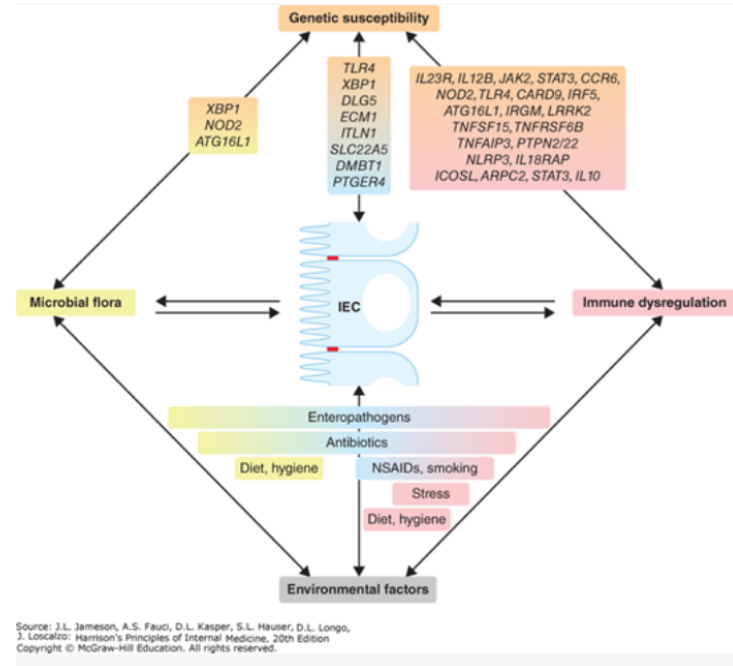 Genetic susceptibility
XBP1
NOD2
ATG16L1
TLR4
XBP1
DLG5
ECM1
ITLN1
SLC22A5
DMBT1
PTGER4
IL23R, IL12B, JAK2, STAT3, CCR6,
NOD2, TLR4, CARD9, IRF5,
ATG16L1, IRGM, LRRK2
TNFSF15, TNFRSF6B
TNFAIP3, PTPN2/22
NLRP3, IL18RAP
ICOSL, ARPC2, STAT3, IL10
Microbial flora
IEC
Immune dysregulation
Enteropathogens
Antibiotics
Diet, hygiene
NSAIDs, smoking
Stress
Diet, hygiene
Environmental factors
Source: J.L. Jameson, A.S. Fauci, D.L. Kasper, S.L. Hauser, D.L. Longo,
J. Loscalzo: Harrison's Principles of Internal Medicine, 20th Edition
Copyright © McGraw-Hill Education. All rights reserved.